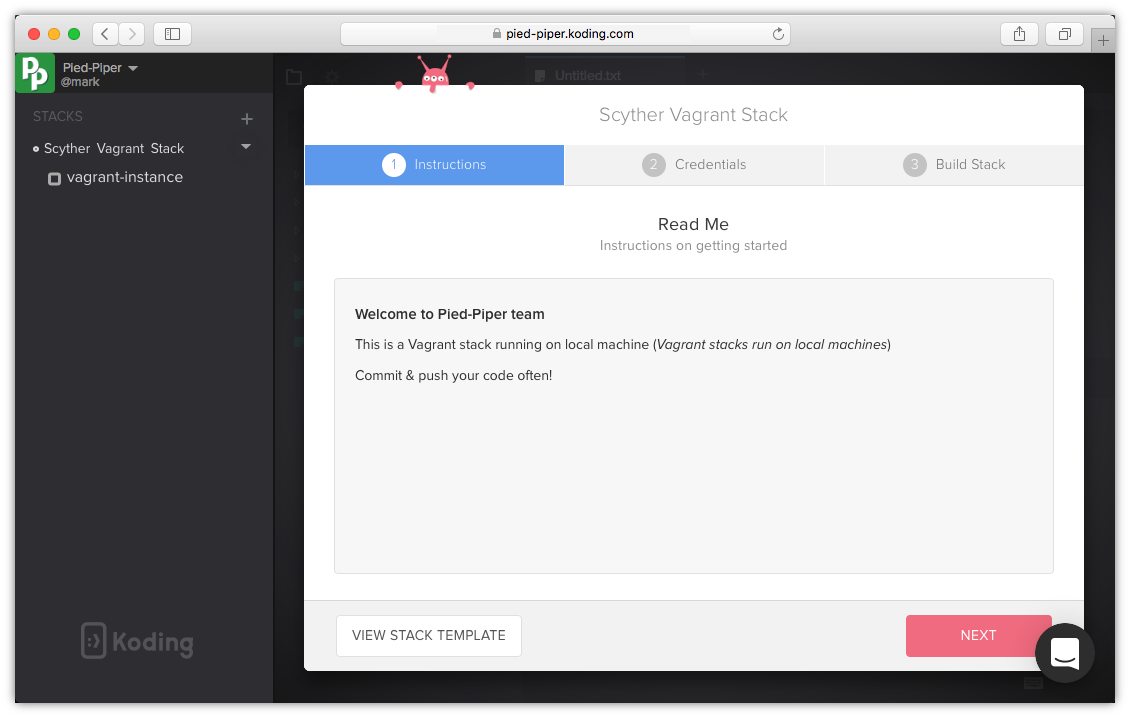 pied-piper.koding.com
Pied-Piper
@mark
Untitled.txt
STACKS
Scyther Vagrant Stack
vagrant-instance
Scyther Vagrant Stack
1 Instructions
2 Credentials
3 Build Stack
Read Me
Instructions on getting started
Welcome to Pied-Piper team
This is a Vagrant stack running on local machine (Vagrant stacks run on local machines)
Commit & push your code often!
VIEW STACK TEMPLATE
NEXT
Koding